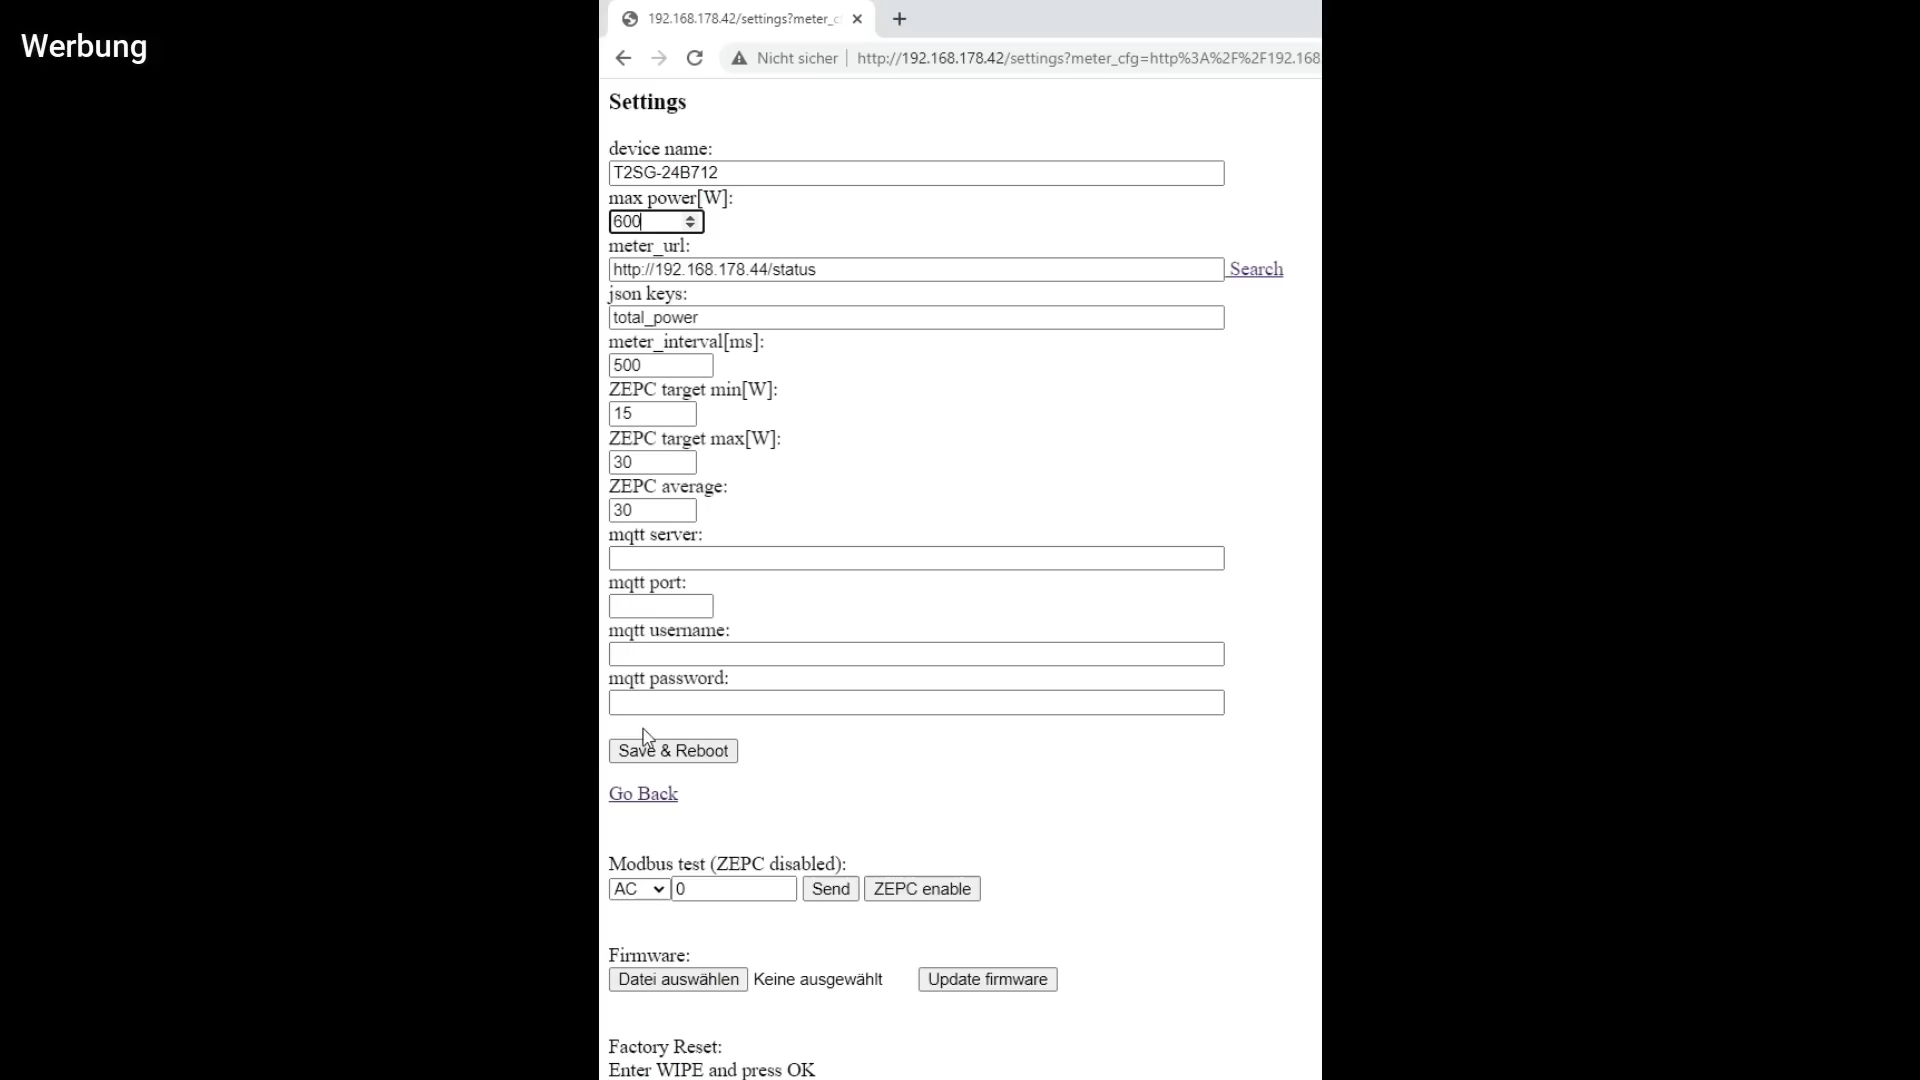 Werbung
192.168.178.42/settings?meter_c
Nicht sicher
http://192.168.178.42/settings?meter_cfg=http%3A%2F%2F192.168
Settings
device name:
T2SG-24B712
max power[W]:
600
meter_url:
http://192.168.178.44/status Search
json keys:
total_power
meter_interval[ms]:
500
ZEPC target min[W]:
15
ZEPC target max[W]:
30
ZEPC average:
30
mqtt server:
mqtt port:
mqtt username:
mqtt password:
Save & Reboot
Go Back
Modbus test (ZEPC disabled):
AC 0 Send ZEPC enable
Firmware:
Datei auswählen Keine ausgewählt Update firmware
Factory Reset:
Enter WIPE and press OK